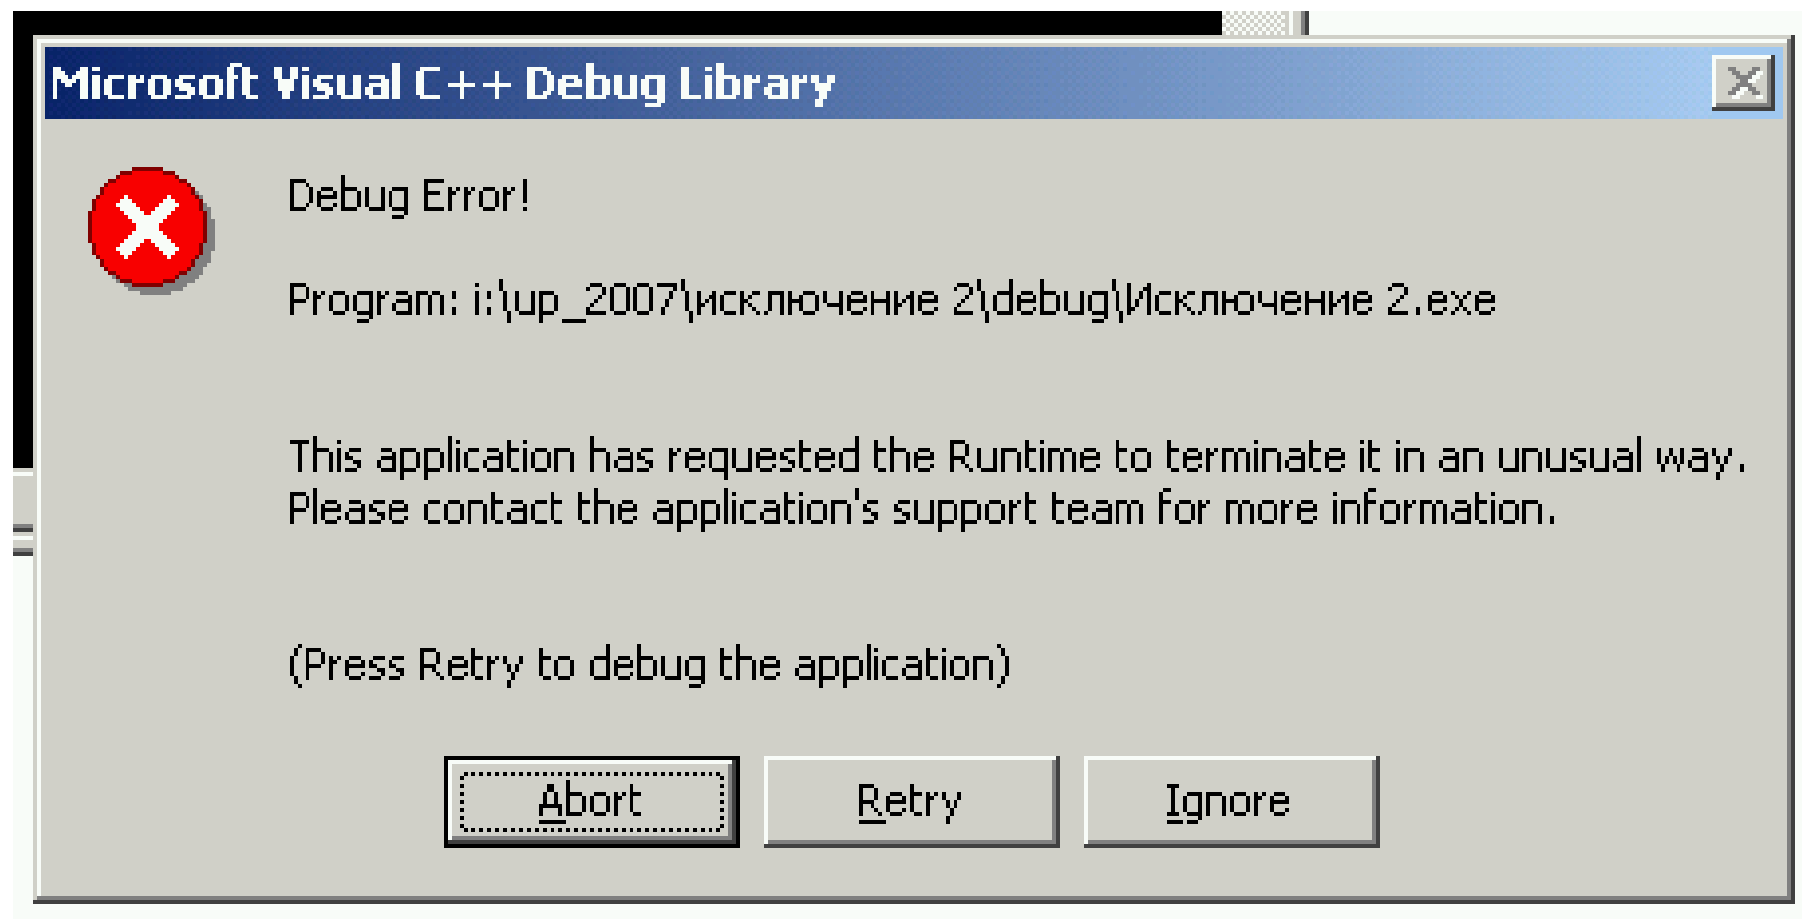 Microsoft Visual C++ Debug Library
Debug Error!
Program: i:\up_2007\исключение 2\debug\Исключение 2.exe
This application has requested the Runtime to terminate it in an unusual way.
Please contact the application's support team for more information.
(Press Retry to debug the application)
Abort Retry Ignore